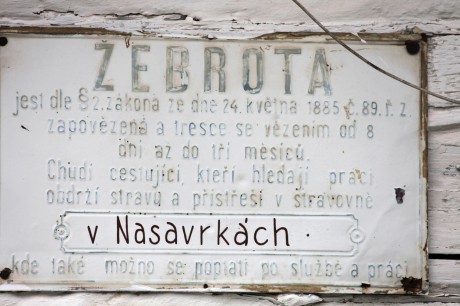 ŽEBROTA
jest dle § 2. zákona ze dne 24. května 1885 č. 89. ř. z.
zapovězena a tresce se vězením od 8
dní až do tří měsíců.
Chudí cestující, kteří hledají práci
obdrží stravu a přístřeší v stravovně
v Nasavrkách.
kde také možno se poptati po službě a práci.